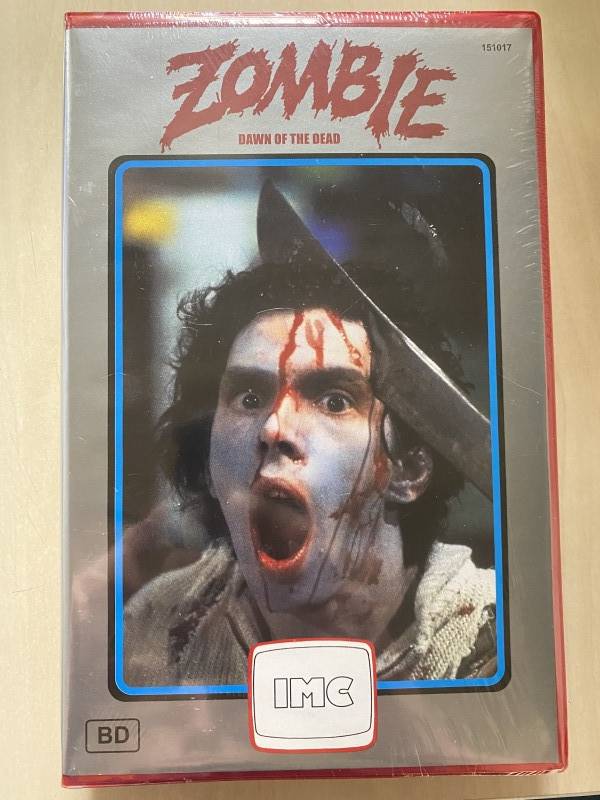 151017
ZOMBIE
DAWN OF THE DEAD
IMC
BD